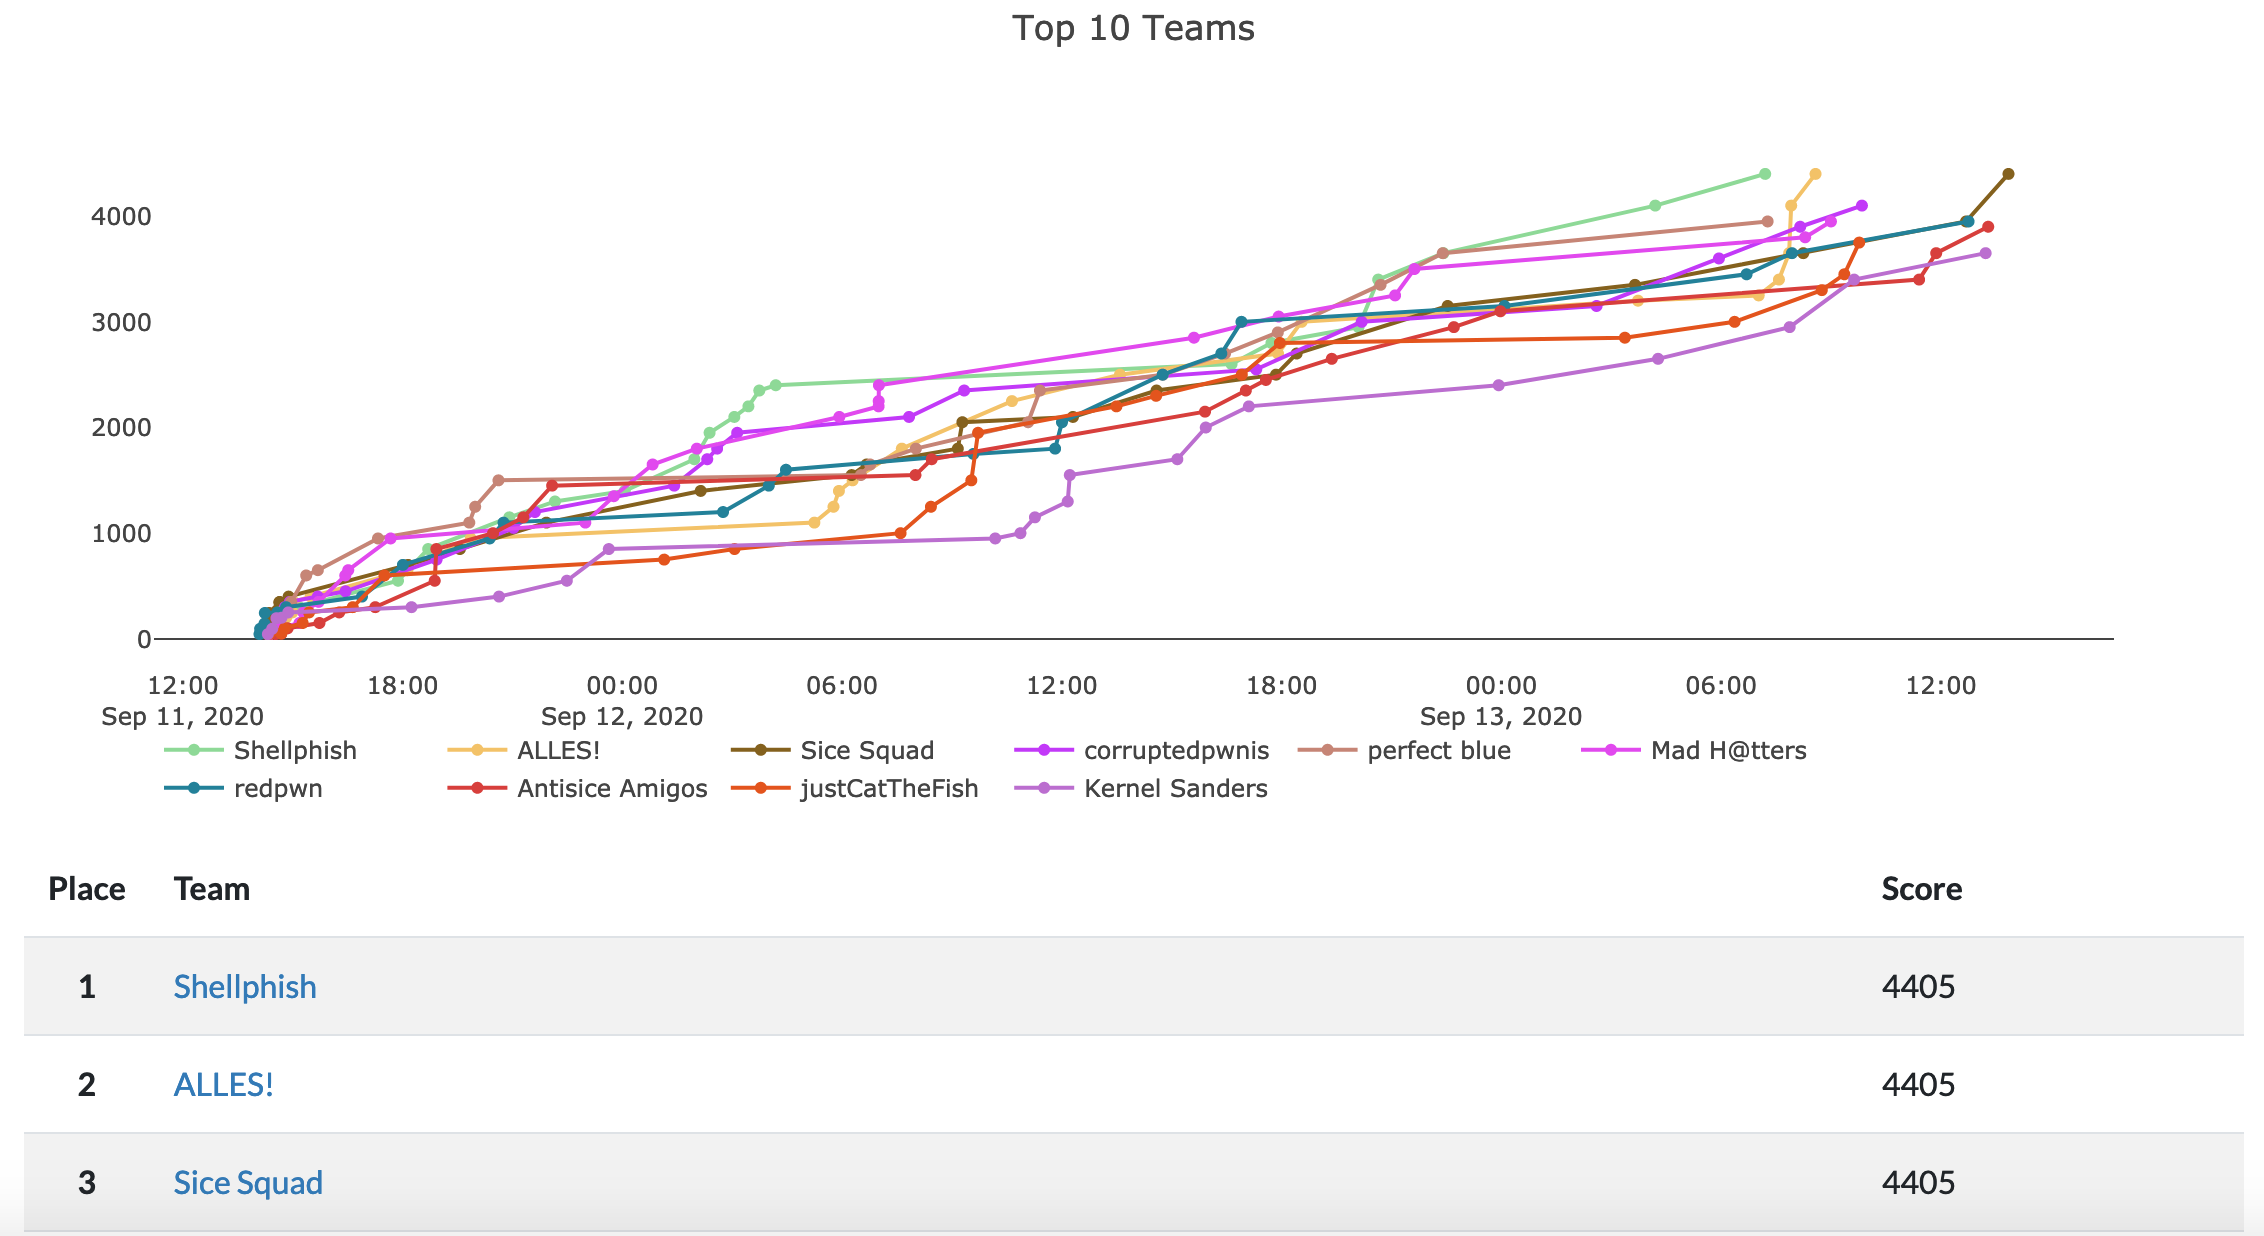 Top 10 Teams
4000
3000
2000
1000
0
12:00 18:00 00:00 06:00 12:00 18:00 00:00 06:00 12:00
Sep 11, 2020 Sep 12, 2020 Sep 13, 2020
Shellphish ALLES! Sice Squad corruptedpwnis perfect blue Mad H@tters
redpwn Antisice Amigos justCatTheFish Kernel Sanders
Place Team Score
1 Shellphish 4405
2 ALLES! 4405
3 Sice Squad 4405